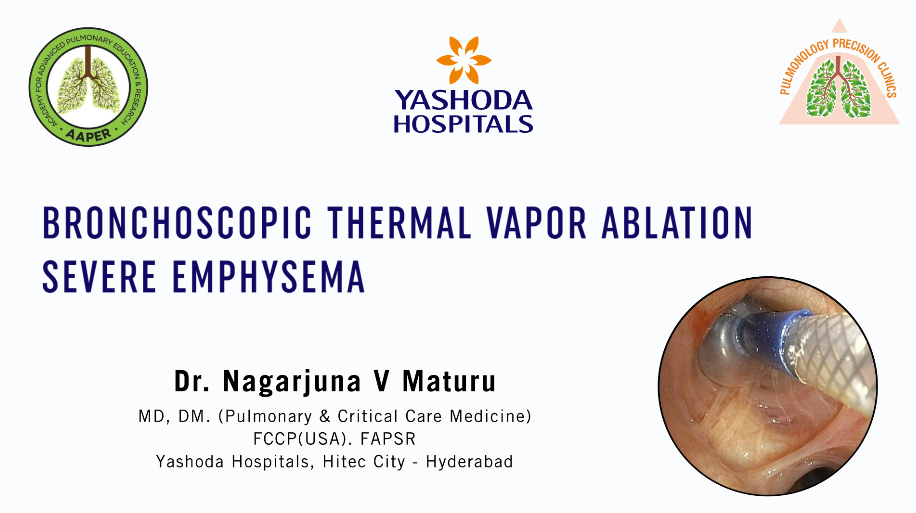 ACADEMY FOR ADVANCED PULMONARY EDUCATION & RESEARCH
• AAPER •
YASHODA
HOSPITALS
PULMONOLOGY PRECISION CLINICS
BRONCHOSCOPIC THERMAL VAPOR ABLATION
SEVERE EMPHYSEMA
Dr. Nagarjuna V Maturu
MD, DM. (Pulmonary & Critical Care Medicine)
FCCP(USA). FAPSR
Yashoda Hospitals, Hitec City - Hyderabad